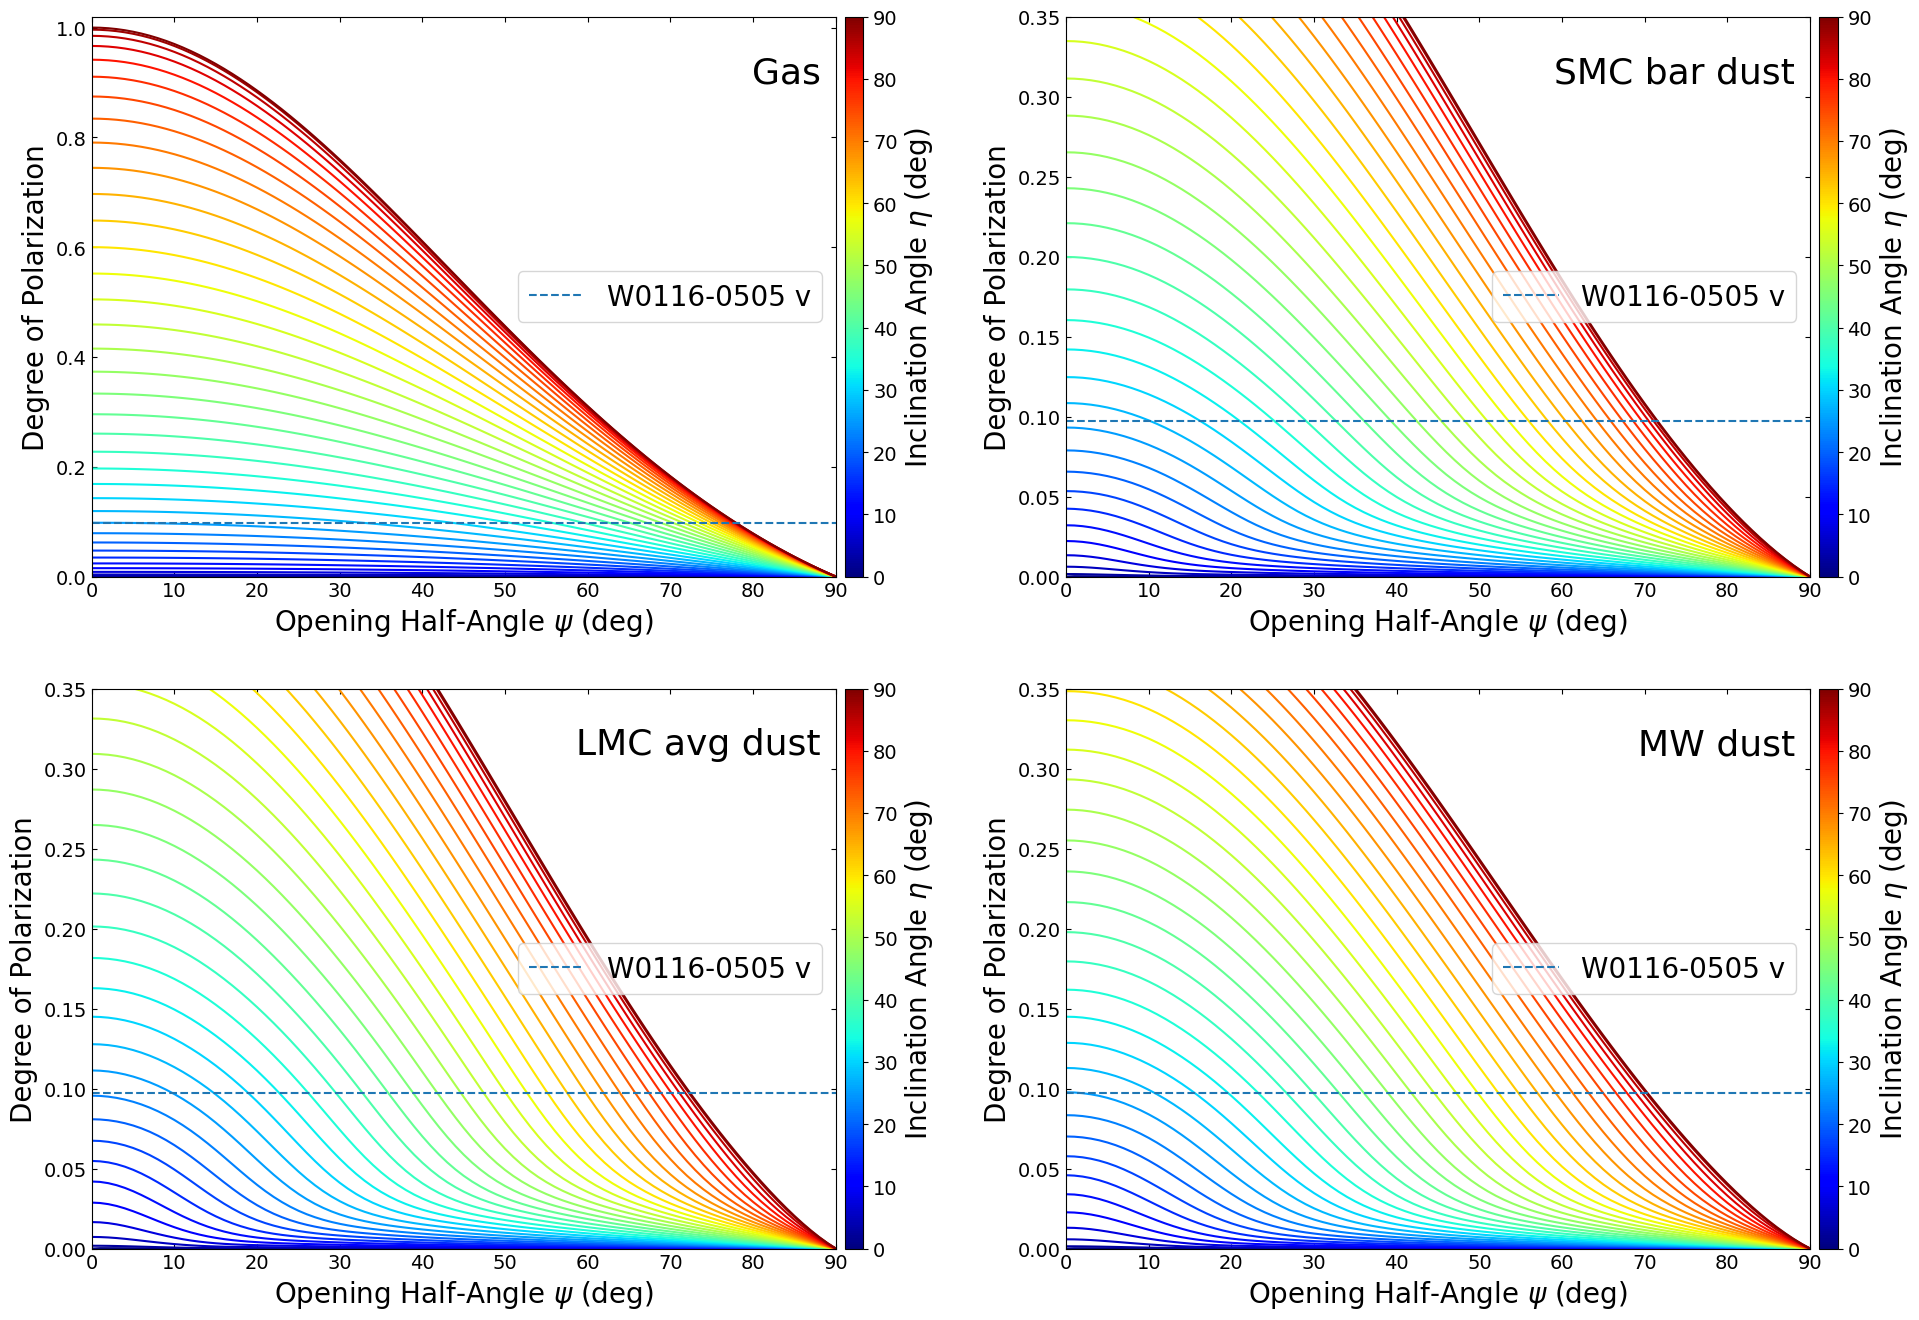 Gas
Degree of Polarization
1.0
0.8
0.6
0.4
0.2
0.0
0 10 20 30 40 50 60 70 80 90
Opening Half-Angle ψ (deg)
W0116-0505 v
90
80
70
60
50
40
30
20
10
0
Inclination Angle η (deg)
SMC bar dust
Degree of Polarization
0.35
0.30
0.25
0.20
0.15
0.10
0.05
0.00
0 10 20 30 40 50 60 70 80 90
Opening Half-Angle ψ (deg)
W0116-0505 v
90
80
70
60
50
40
30
20
10
0
Inclination Angle η (deg)
LMC avg dust
Degree of Polarization
0.35
0.30
0.25
0.20
0.15
0.10
0.05
0.00
0 10 20 30 40 50 60 70 80 90
Opening Half-Angle ψ (deg)
W0116-0505 v
90
80
70
60
50
40
30
20
10
0
Inclination Angle η (deg)
MW dust
Degree of Polarization
0.35
0.30
0.25
0.20
0.15
0.10
0.05
0.00
0 10 20 30 40 50 60 70 80 90
Opening Half-Angle ψ (deg)
W0116-0505 v
90
80
70
60
50
40
30
20
10
0
Inclination Angle η (deg)